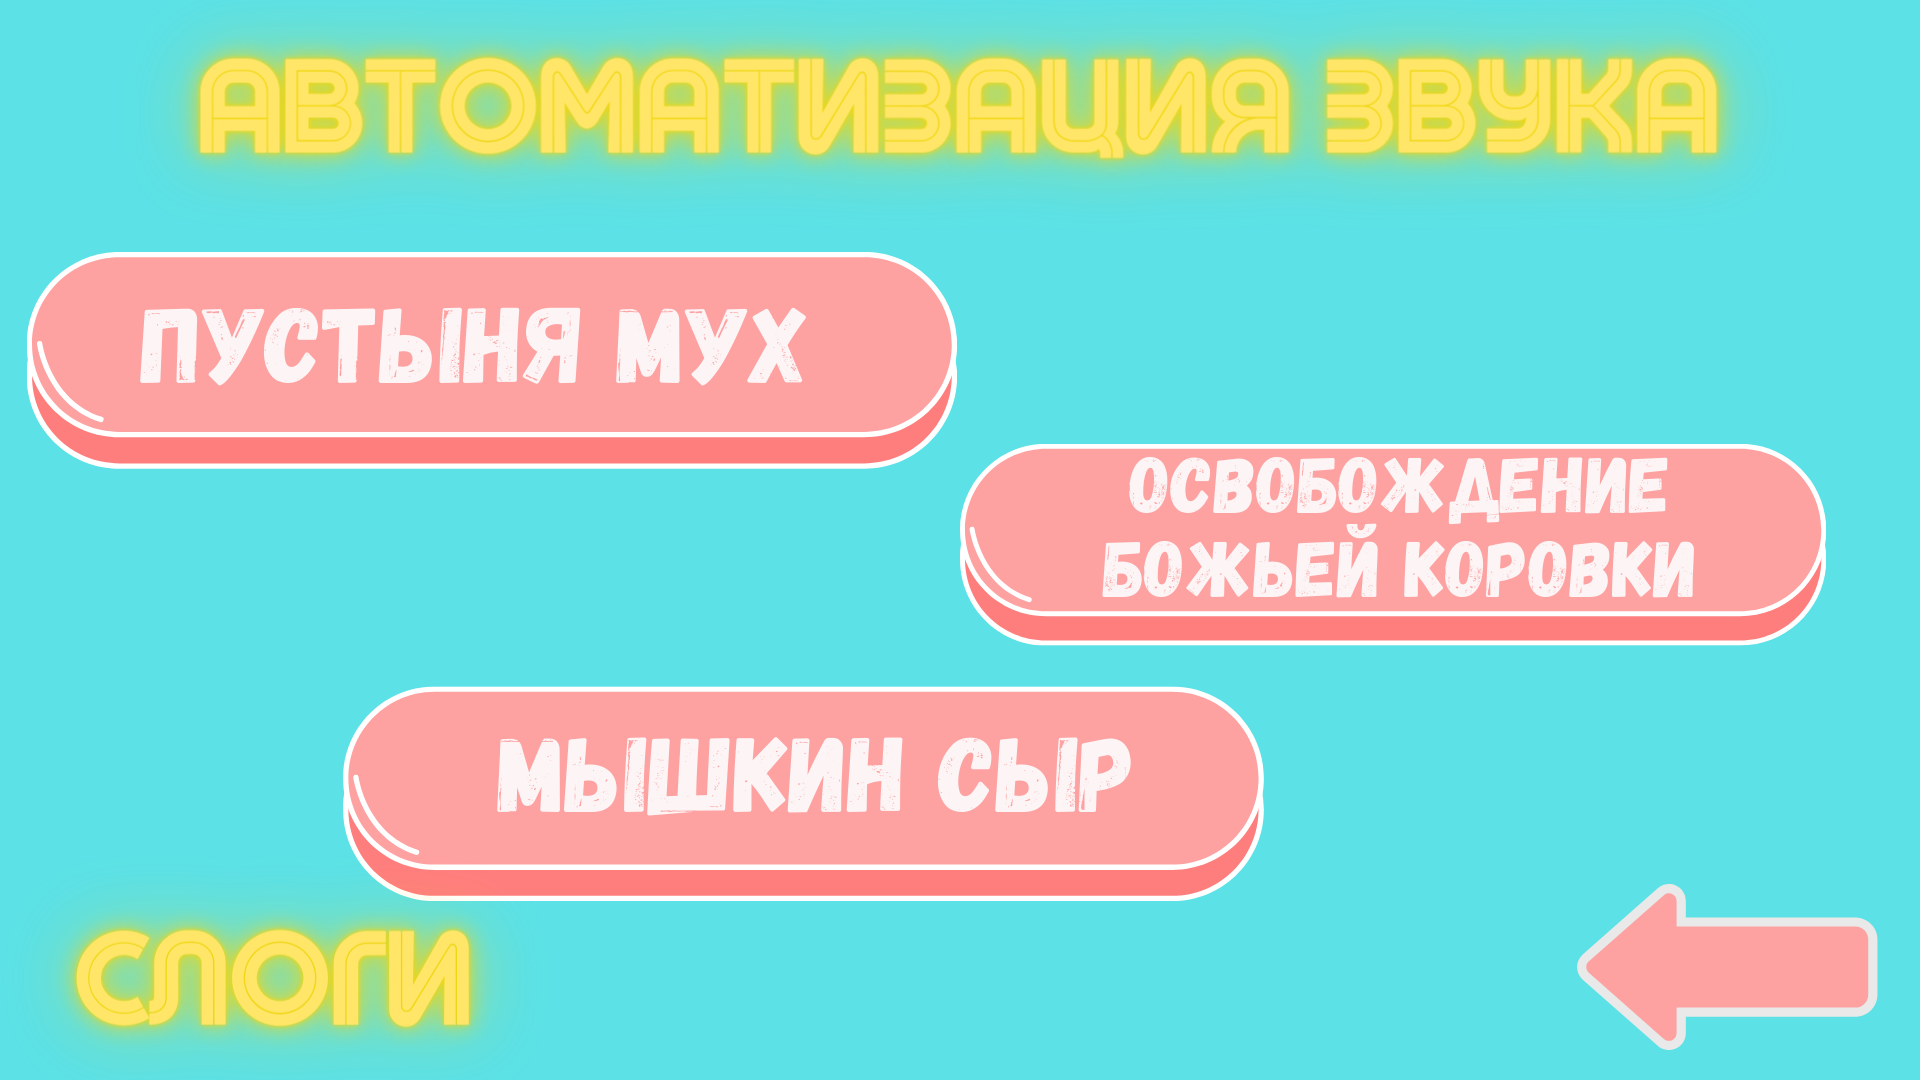 АВТОМАТИЗАЦИЯ ЗВУКА
ПУСТЫНЯ МУХ
ОСВОБОЖДЕНИЕ
БОЖЬЕЙ КОРОВКИ
МЫШКИН СЫР
СЛОГИ